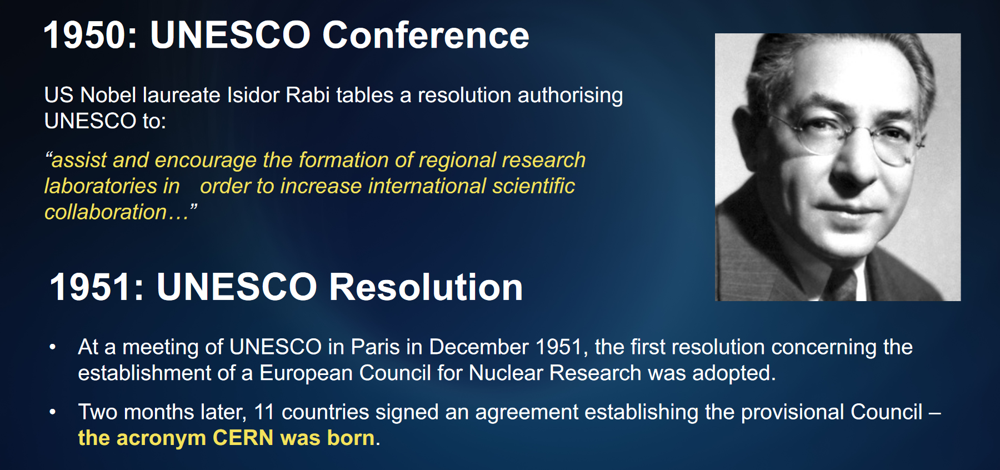 1950: UNESCO Conference
US Nobel laureate Isidor Rabi tables a resolution authorising
UNESCO to:
“assist and encourage the formation of regional research
laboratories in   order to increase international scientific
collaboration…”
1951: UNESCO Resolution
• At a meeting of UNESCO in Paris in December 1951, the first resolution concerning the
establishment of a European Council for Nuclear Research was adopted.
• Two months later, 11 countries signed an agreement establishing the provisional Council –
the acronym CERN was born.